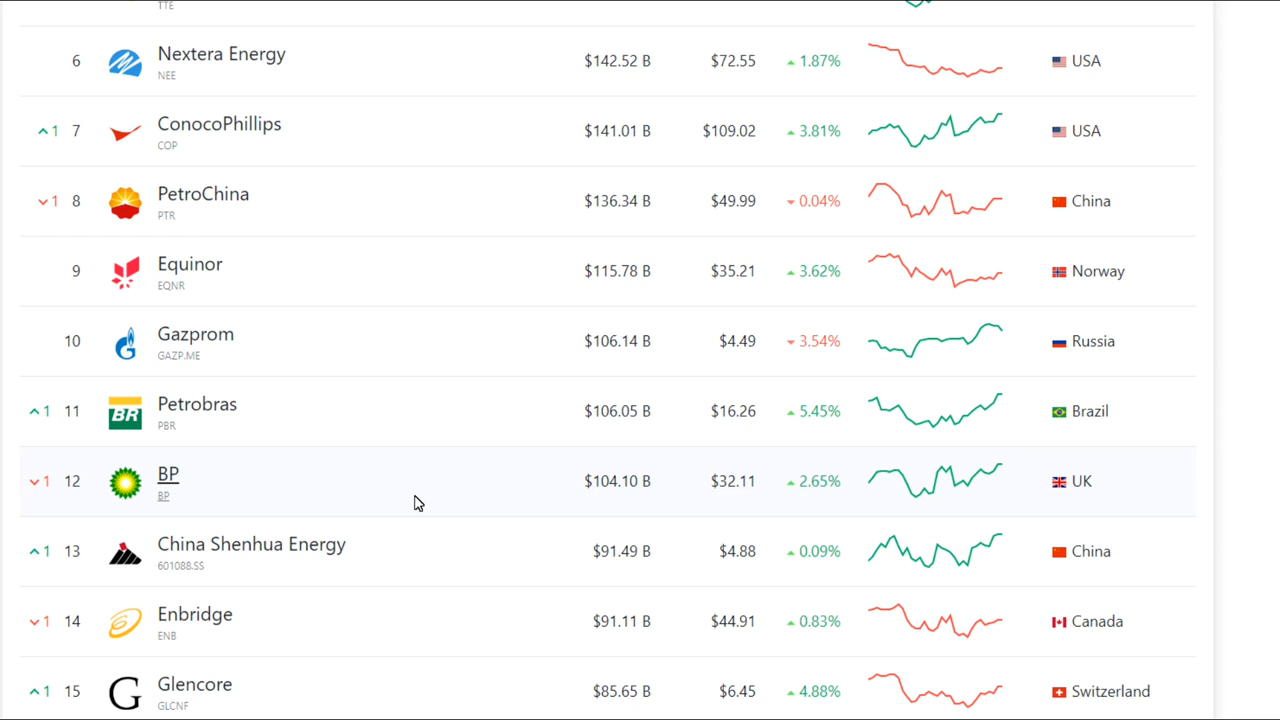 TTE
6 Nextera Energy $142.52 B $72.55 1.87% USA
NEE
1 7 ConocoPhillips $141.01 B $109.02 3.81% USA
COP
1 8 PetroChina $136.34 B $49.99 0.04% China
PTR
9 Equinor $115.78 B $35.21 3.62% Norway
EQNR
10 Gazprom $106.14 B $4.49 3.54% Russia
GAZP.ME
1 11 BR Petrobras $106.05 B $16.26 5.45% Brazil
PBR
1 12 BP $104.10 B $32.11 2.65% UK
BP
1 13 China Shenhua Energy $91.49 B $4.88 0.09% China
601088.SS
1 14 Enbridge $91.11 B $44.91 0.83% Canada
ENB
1 15 G Glencore $85.65 B $6.45 4.88% Switzerland
GLCNF